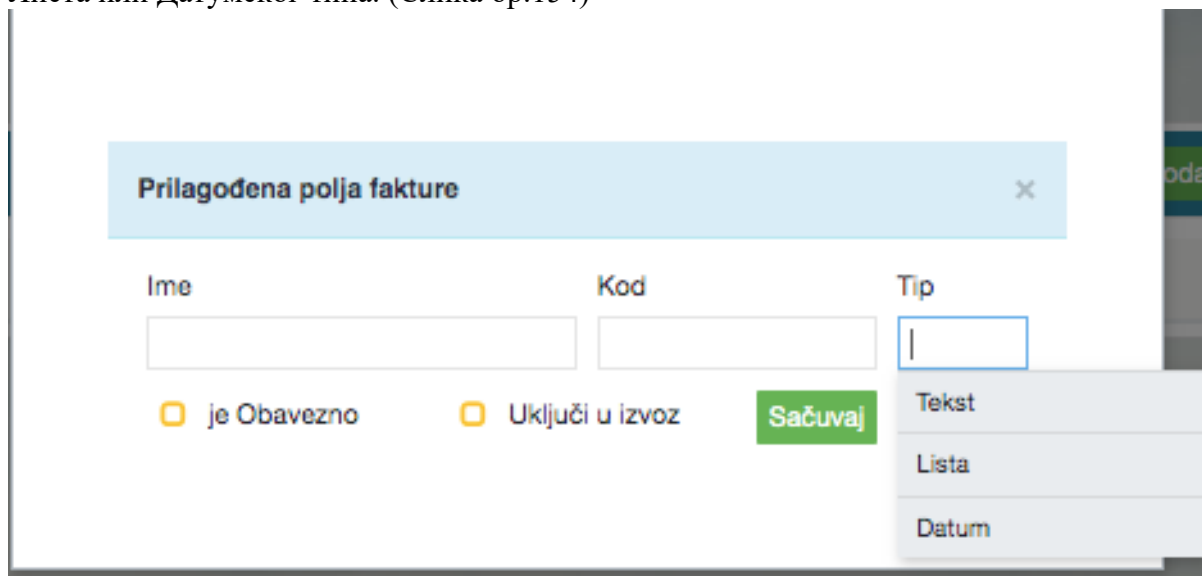 Prilagođena polja fakture ×
Ime Kod Tip
je Obavezno Uključi u izvoz Sačuvaj
Tekst
Lista
Datum